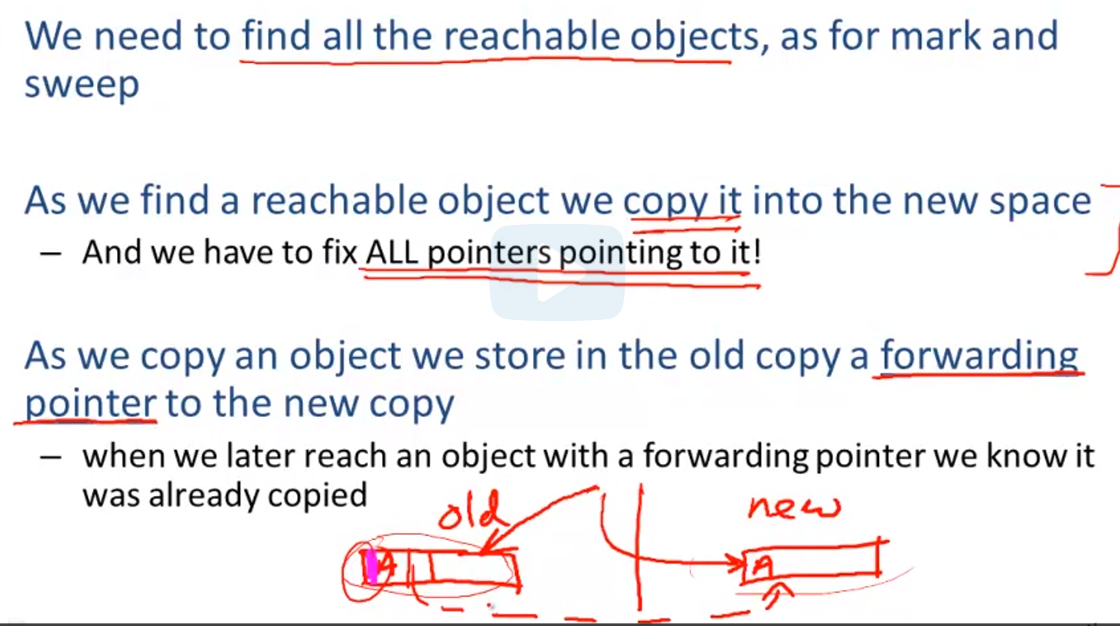 We need to find all the reachable objects, as for mark and
sweep
As we find a reachable object we copy it into the new space
– And we have to fix ALL pointers pointing to it!
As we copy an object we store in the old copy a forwarding
pointer to the new copy
– when we later reach an object with a forwarding pointer we know it
was already copied
old
new
A
A